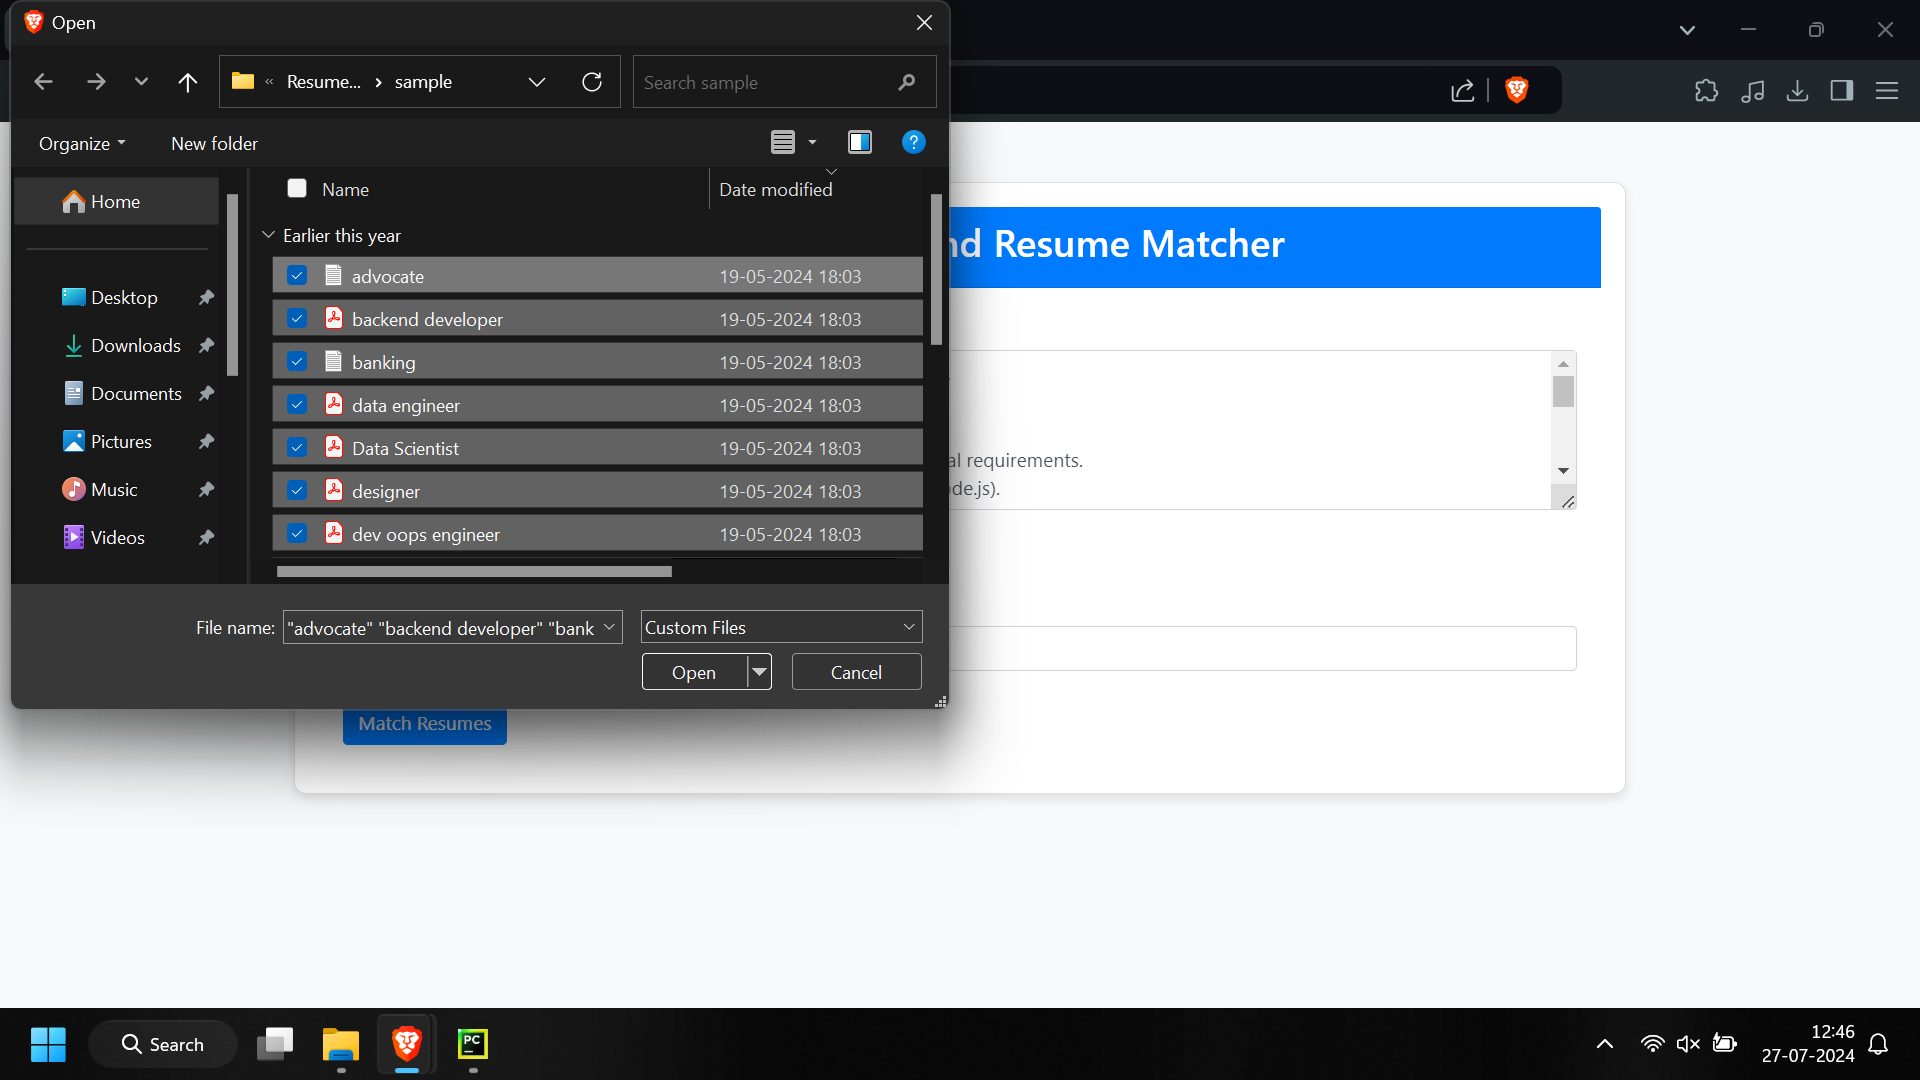 Open
Resume...
sample
Search sample
Organize
New folder
Home
Desktop
Downloads
Documents
Pictures
Music
Videos
Name
Date modified
Earlier this year
advocate 19-05-2024 18:03
backend developer 19-05-2024 18:03
banking 19-05-2024 18:03
data engineer 19-05-2024 18:03
Data Scientist 19-05-2024 18:03
designer 19-05-2024 18:03
dev oops engineer 19-05-2024 18:03
File name: "advocate" "backend developer" "bank
Custom Files
Open
Cancel
nd Resume Matcher
al requirements.
de.js).
Match Resumes
Search
PC
12:46
27-07-2024